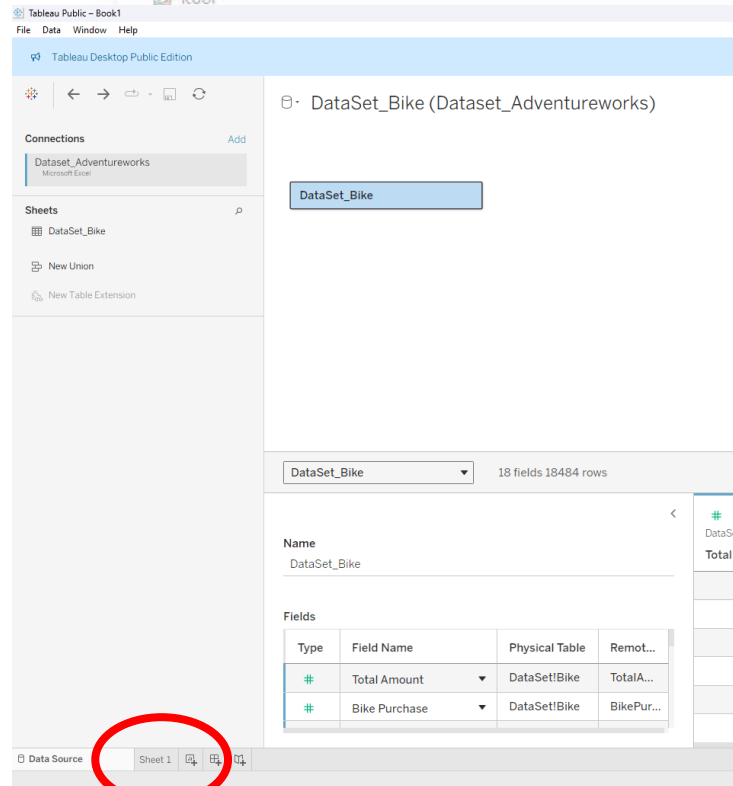 Tableau Public – Book1
File Data Window Help
Tableau Desktop Public Edition
DataSet_Bike (Dataset_Adventureworks)
Connections Add
Dataset_Adventureworks
Microsoft Excel
DataSet_Bike
Sheets
DataSet_Bike
New Union
New Table Extension
DataSet_Bike 18 fields 18484 rows
Name
DataSet_Bike
Fields
Type Field Name Physical Table Remot...
Total Amount DataSet!Bike TotalA...
Bike Purchase DataSet!Bike BikePur...
DataS
Total
Data Source Sheet 1